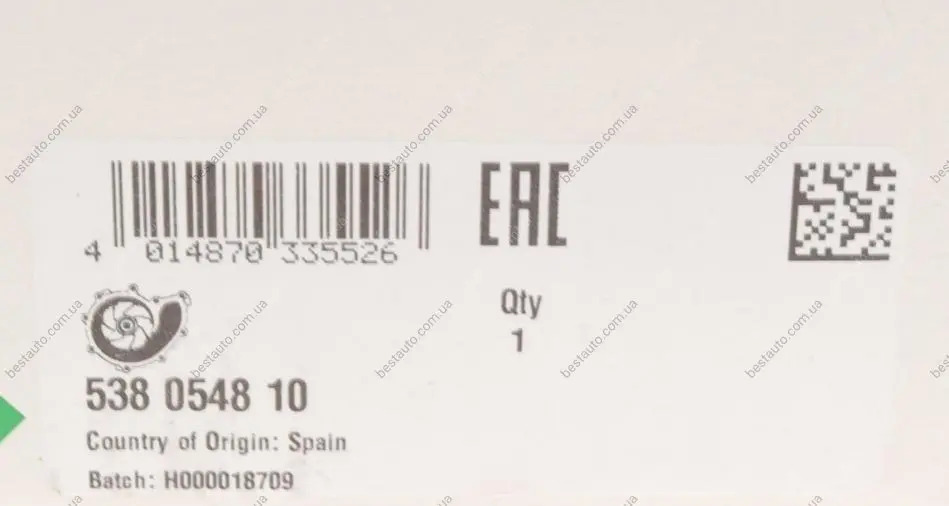 4 014870 335526
EAC
Qty
1
538 0548 10
Country of Origin: Spain
Batch: H000018709
bestauto.com.ua